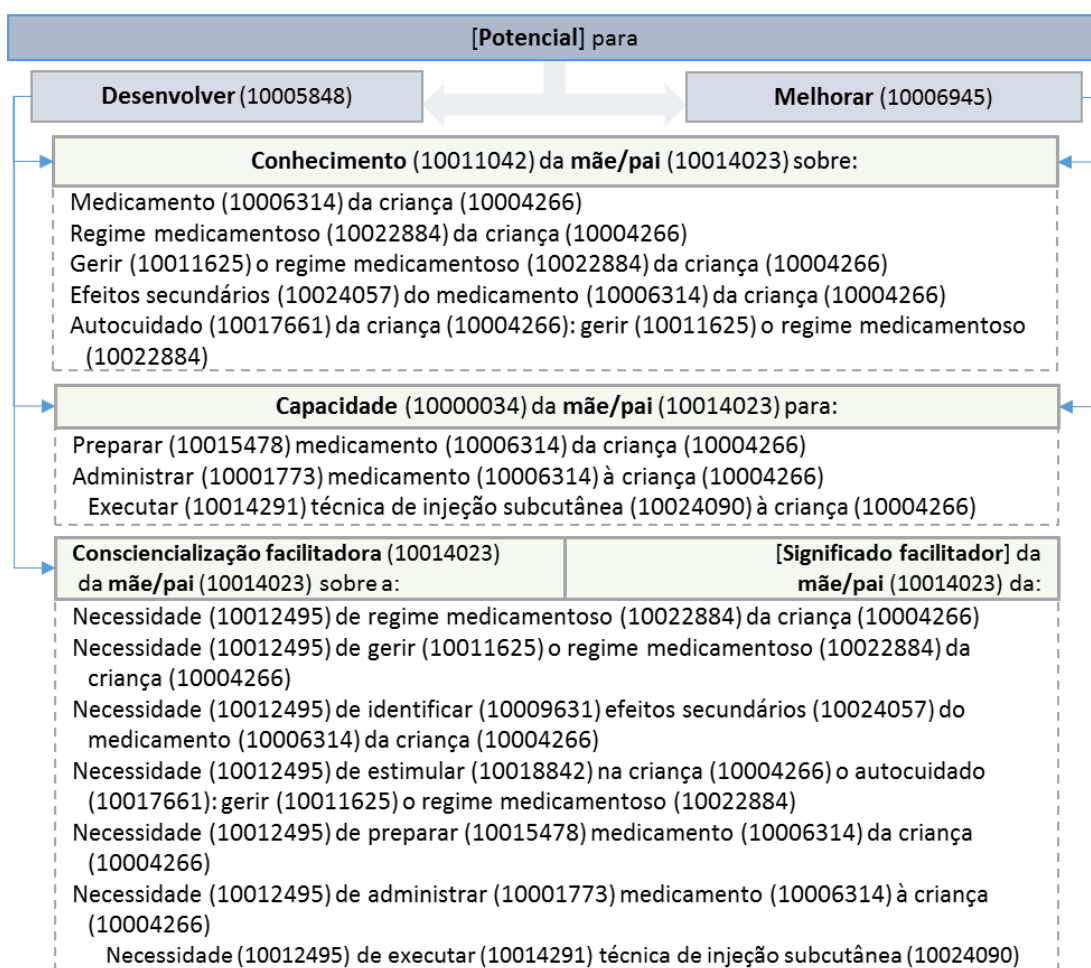 [Potencial] para
Desenvolver (10005848)
Melhorar (10006945)
Conhecimento (10011042) da mãe/pai (10014023) sobre:
Medicamento (10006314) da criança (10004266)
Regime medicamentoso (10022884) da criança (10004266)
Gerir (10011625) o regime medicamentoso (10022884) da criança (10004266)
Efeitos secundários (10024057) do medicamento (10006314) da criança (10004266)
Autocuidado (10017661) da criança (10004266): gerir (10011625) o regime medicamentoso
(10022884)
Capacidade (10000034) da mãe/pai (10014023) para:
Preparar (10015478) medicamento (10006314) da criança (10004266)
Administrar (10001773) medicamento (10006314) à criança (10004266)
Executar (10014291) técnica de injeção subcutânea (10024090) à criança (10004266)
Consciencialização facilitadora (10014023)
da mãe/pai (10014023) sobre a:
[Significado facilitador] da
mãe/pai (10014023) da:
Necessidade (10012495) de regime medicamentoso (10022884) da criança (10004266)
Necessidade (10012495) de gerir (10011625) o regime medicamentoso (10022884) da
criança (10004266)
Necessidade (10012495) de identificar (10009631) efeitos secundários (10024057) do
medicamento (10006314) da criança (10004266)
Necessidade (10012495) de estimular (10018842) na criança (10004266) o autocuidado
(10017661): gerir (10011625) o regime medicamentoso (10022884)
Necessidade (10012495) de preparar (10015478) medicamento (10006314) da criança
(10004266)
Necessidade (10012495) de administrar (10001773) medicamento (10006314) à criança
(10004266)
Necessidade (10012495) de executar (10014291) técnica de injeção subcutânea (10024090)